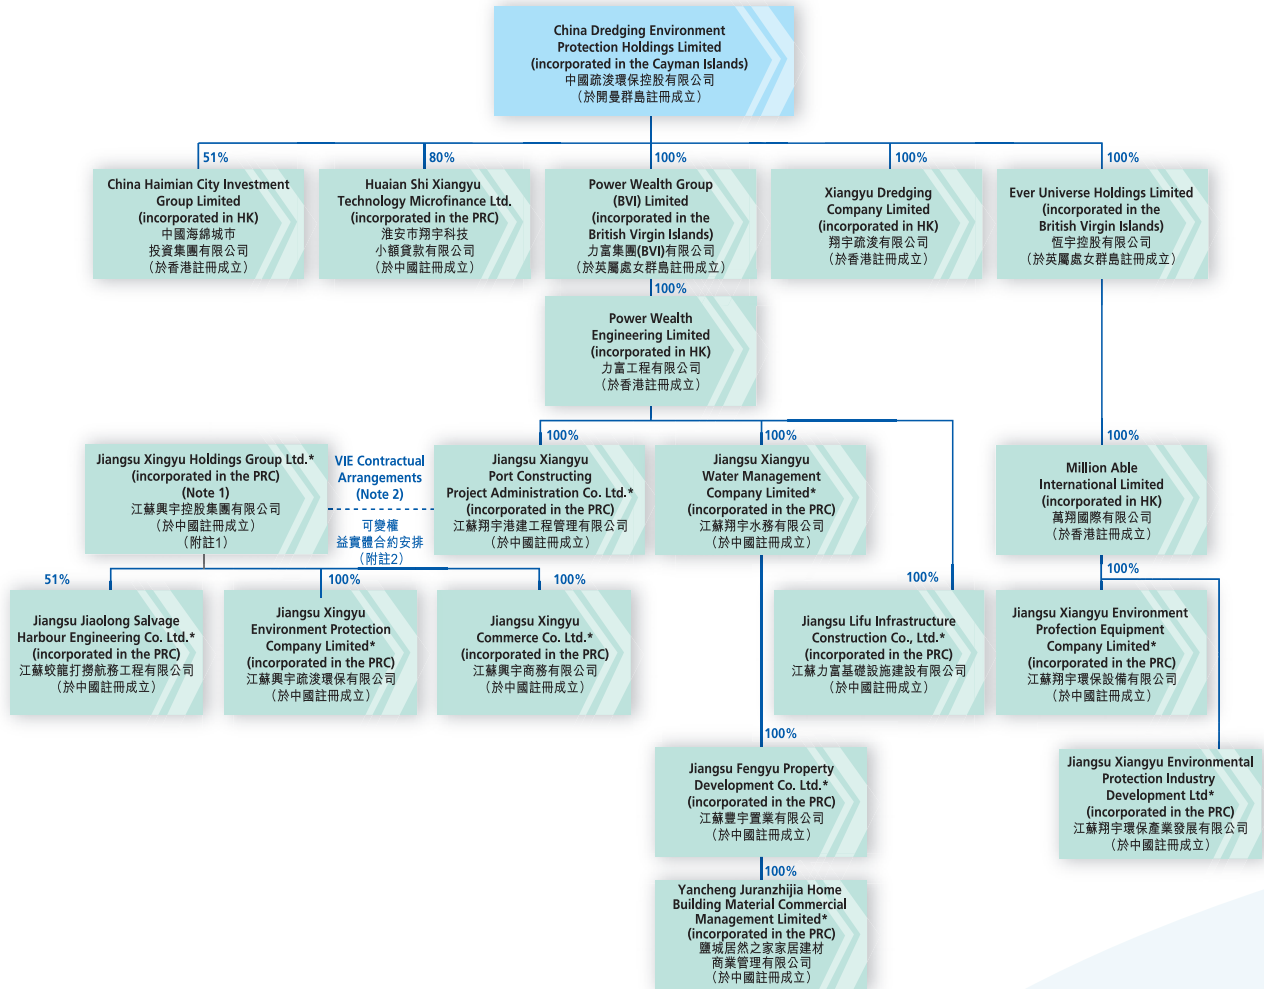 China Dredging Environment
Protection Holdings Limited
(incorporated in the Cayman Islands)
中國疏浚環保控股有限公司
（於開曼群島註冊成立）
51%
80%
100%
100%
100%
China Haimian City Investment
Group Limited
(incorporated in HK)
中國海綿城市
投資集團有限公司
（於香港註冊成立）
Huaian Shi Xiangyu
Technology Microfinance Ltd.
(incorporated in the PRC)
淮安市翔宇科技
小額貸款有限公司
（於中國註冊成立）
Power Wealth Group
(BVI) Limited
(incorporated in the
British Virgin Islands)
力富集團(BVI)有限公司
（於英屬處女群島註冊成立）
Xiangyu Dredging
Company Limited
(incorporated in HK)
翔宇疏浚有限公司
（於香港註冊成立）
Ever Universe Holdings Limited
(incorporated in the
British Virgin Islands)
恆宇控股有限公司
（於英屬處女群島註冊成立）
100%
Power Wealth
Engineering Limited
(incorporated in HK)
力富工程有限公司
（於香港註冊成立）
100%
100%
100%
Jiangsu Xingyu Holdings Group Ltd.*
(incorporated in the PRC)
(Note 1)
江蘇興宇控股集團有限公司
（於中國註冊成立）
（附註1）
VIE Contractual
Arrangements
(Note 2)
可變權
益實體合約安排
（附註2）
Jiangsu Xiangyu
Port Constructing
Project Administration Co. Ltd.*
(incorporated in the PRC)
江蘇翔宇港建工程管理有限公司
（於中國註冊成立）
Jiangsu Xiangyu
Water Management
Company Limited*
(incorporated in the PRC)
江蘇翔宇水務有限公司
（於中國註冊成立）
Million Able
International Limited
(incorporated in HK)
萬翔國際有限公司
（於香港註冊成立）
51%
100%
100%
100%
100%
Jiangsu Jiaolong Salvage
Harbour Engineering Co. Ltd.*
(incorporated in the PRC)
江蘇蛟龍打撈航務工程有限公司
（於中國註冊成立）
Jiangsu Xingyu
Environment Protection
Company Limited*
(incorporated in the PRC)
江蘇興宇疏浚環保有限公司
（於中國註冊成立）
Jiangsu Xingyu
Commerce Co. Ltd.*
(incorporated in the PRC)
江蘇興宇商務有限公司
（於中國註冊成立）
Jiangsu Lifu Infrastructure
Construction Co., Ltd.*
(incorporated in the PRC)
江蘇力富基礎設施建設有限公司
（於中國註冊成立）
Jiangsu Xiangyu Environment
Profection Equipment
Company Limited*
(incorporated in the PRC)
江蘇翔宇環保設備有限公司
（於中國註冊成立）
100%
Jiangsu Fengyu Property
Development Co. Ltd.*
(incorporated in the PRC)
江蘇豐宇置業有限公司
（於中國註冊成立）
Jiangsu Xiangyu Environmental
Protection Industry
Development Ltd*
(incorporated in the PRC)
江蘇翔宇環保產業發展有限公司
（於中國註冊成立）
100%
Yancheng Juranzhijia Home
Building Material Commercial
Management Limited*
(incorporated in the PRC)
鹽城居然之家家居建材
商業管理有限公司
（於中國註冊成立）